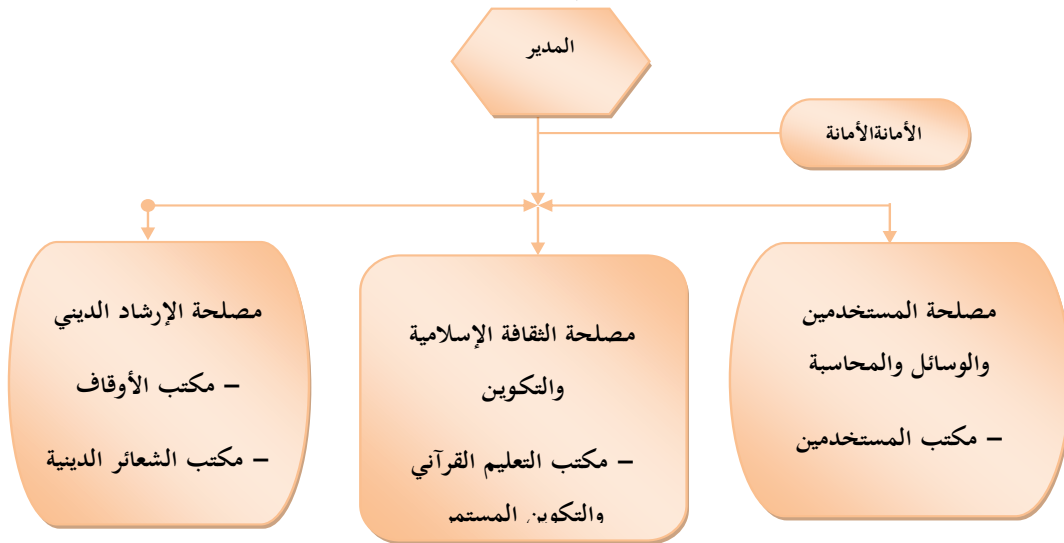 المدير
الأمانةالأمانة
مصلحة المستخدمين
والوسائل والمحاسبة
– مكتب المستخدمين
مصلحة الثقافة الإسلامية
والتكوين
– مكتب التعليم القرآني
والتكوين المستمر
مصلحة الإرشاد الديني
– مكتب الأوقاف
– مكتب الشعائر الدينية